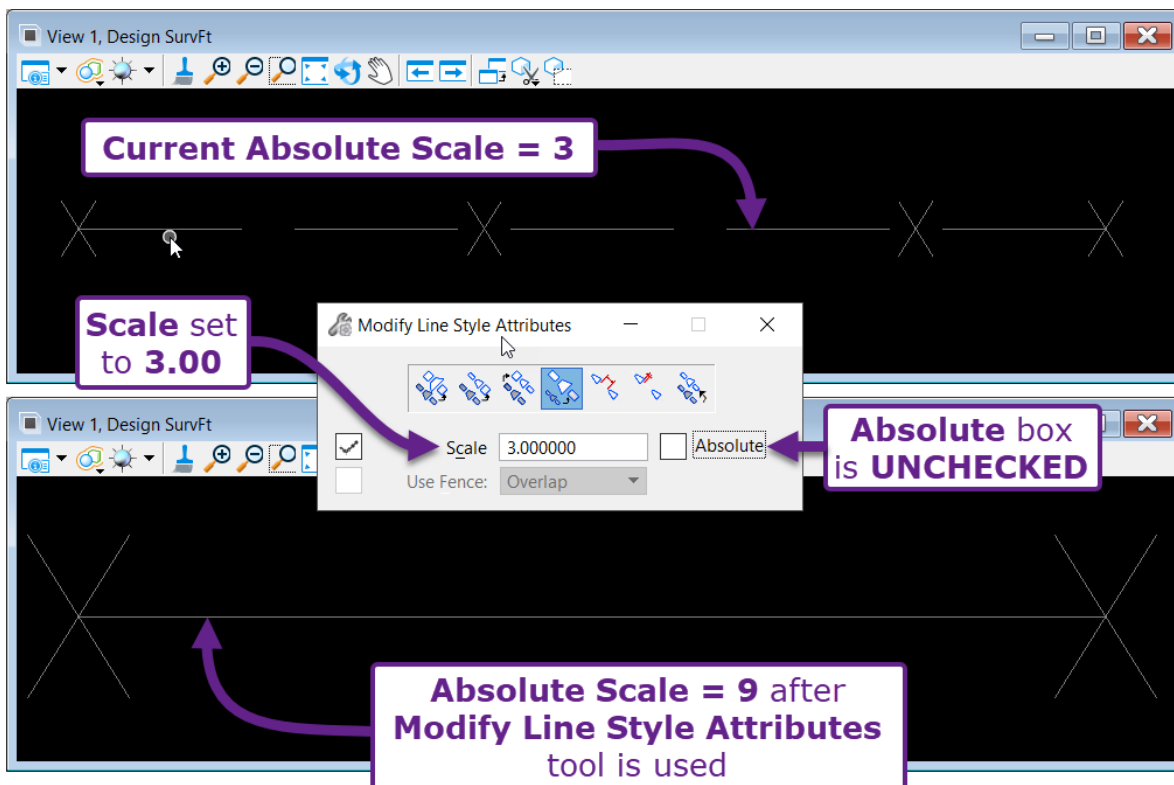 View 1, Design SurvFt
Current Absolute Scale = 3
Scale set
to 3.00
Modify Line Style Attributes
Scale 3.000000 Absolute
Use Fence: Overlap
Absolute box
is UNCHECKED
View 1, Design SurvFt
Absolute Scale = 9 after
Modify Line Style Attributes
tool is used